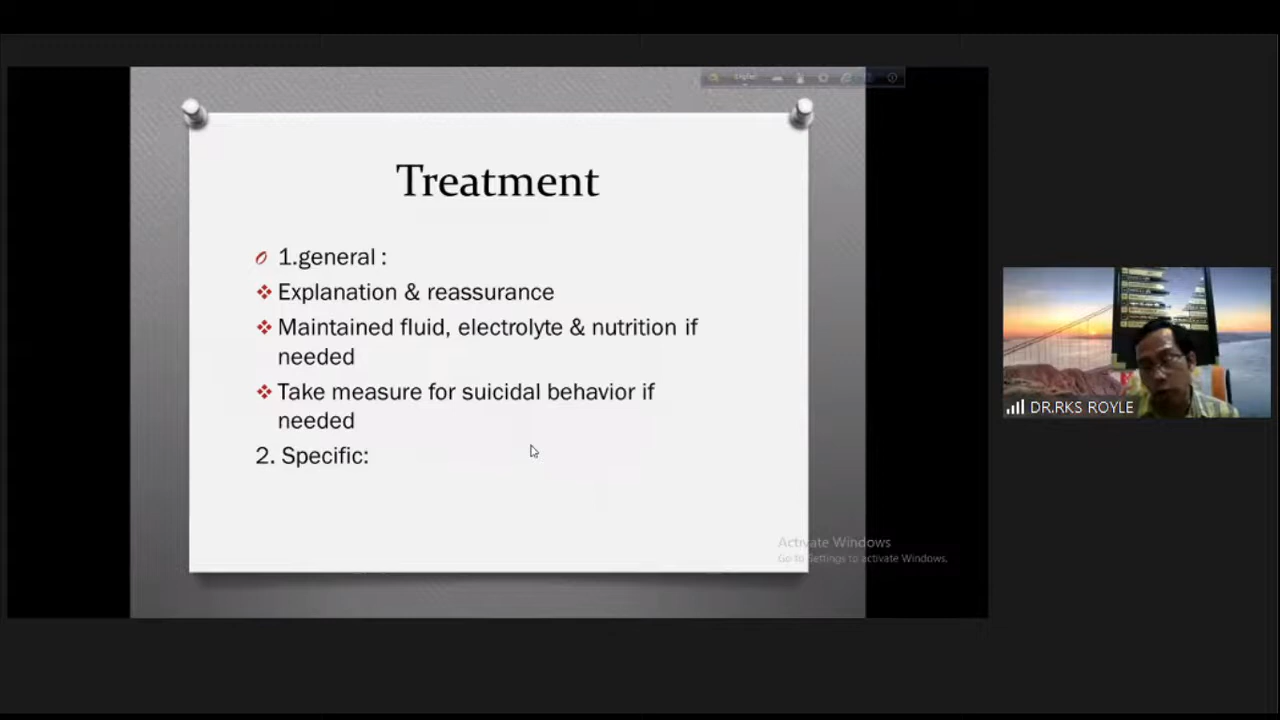 Treatment
1.general :
Explanation & reassurance
Maintained fluid, electrolyte & nutrition if
needed
Take measure for suicidal behavior if
needed
2. Specific:
Activate Windows
Go to Settings to activate Windows.
DR.RKS ROYLE